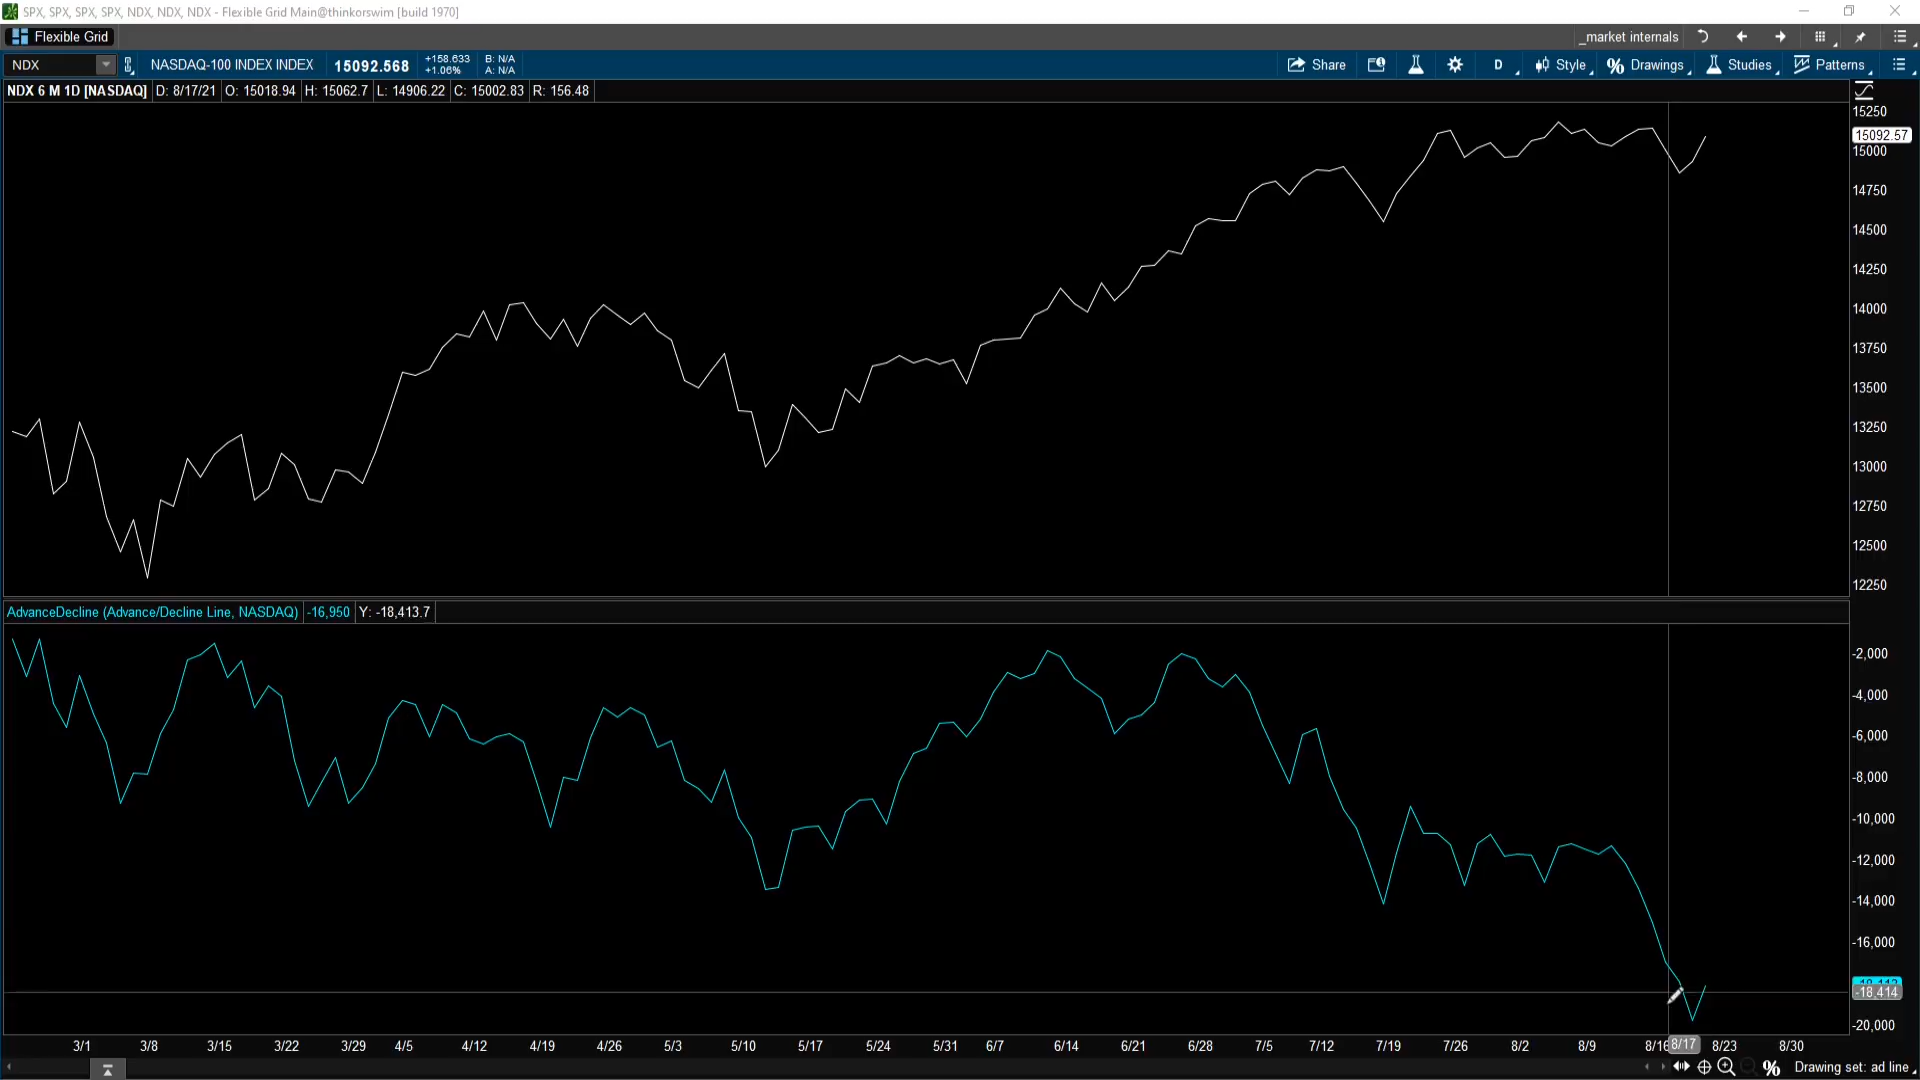 SPX, SPX, SPX, SPX, NDX, NDX, NDX - Flexible Grid Main@thinkorswim [build 1970]
Flexible Grid
_market internals
NDX
NASDAQ-100 INDEX INDEX
15092.568
+158.633
+1.06%
B: N/A
A: N/A
Share
D
Style
Drawings
Studies
Patterns
NDX 6 M 1D [NASDAQ] D: 8/17/21 O: 15018.94 H: 15062.7 L: 14906.22 C: 15002.83 R: 156.48
15250
15092.57
15000
14750
14500
14250
14000
13750
13500
13250
13000
12750
12500
12250
AdvanceDecline (Advance/Decline Line, NASDAQ) -16,950 Y: -18,413.7
-2,000
-4,000
-6,000
-8,000
-10,000
-12,000
-14,000
-16,000
-18,414
-20,000
3/1 3/8 3/15 3/22 3/29 4/5 4/12 4/19 4/26 5/3 5/10 5/17 5/24 5/31 6/7 6/14 6/21 6/28 7/5 7/12 7/19 7/26 8/2 8/9 8/16 8/17 8/23 8/30
Drawing set: ad line